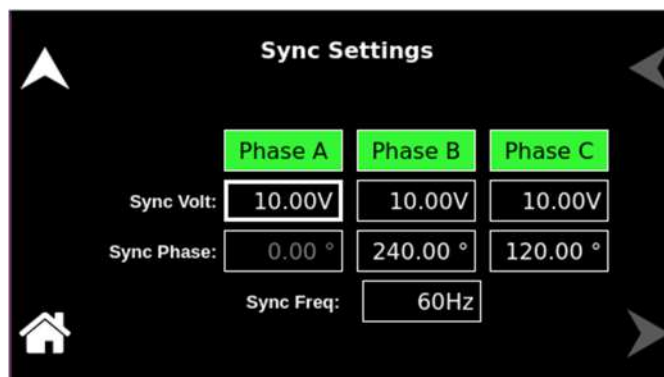 Sync Settings
Phase A Phase B Phase C
Sync Volt: 10.00V 10.00V 10.00V
Sync Phase: 0.00 ° 240.00 ° 120.00 °
Sync Freq: 60Hz